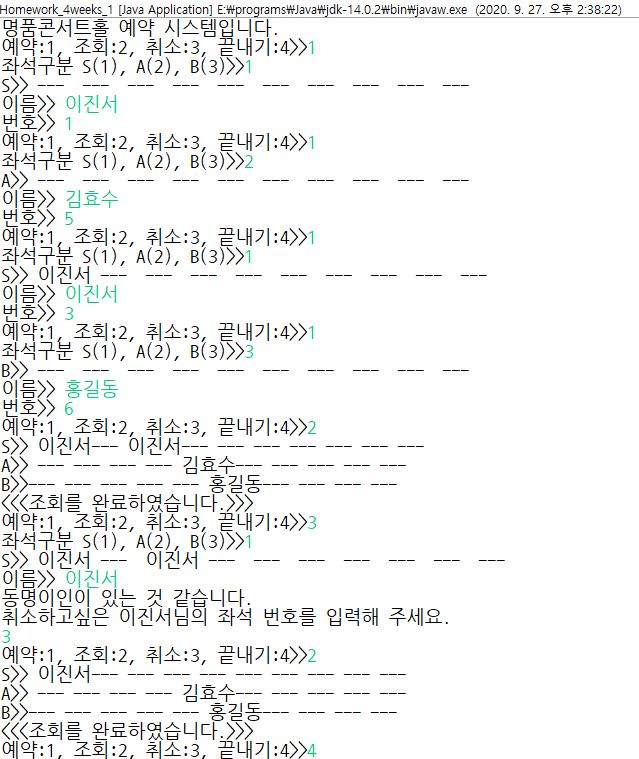 Homework_4weeks_1 [Java Application] E:\programs\Java\jdk-14.0.2\bin\javaw.exe (2020. 9. 27. 오후 2:38:22)
명품콘서트홀 예약 시스템입니다.
예약:1, 조회:2, 취소:3, 끝내기:4>>1
좌석구분 S(1), A(2), B(3)>>1
S>> --- --- --- --- --- --- --- --- --- ---
이름>> 이진서
번호>> 1
예약:1, 조회:2, 취소:3, 끝내기:4>>1
좌석구분 S(1), A(2), B(3)>>2
A>> --- --- --- --- --- --- --- --- --- ---
이름>> 김효수
번호>> 5
예약:1, 조회:2, 취소:3, 끝내기:4>>1
좌석구분 S(1), A(2), B(3)>>1
S>> 이진서 --- --- --- --- --- --- --- --- ---
이름>> 이진서
번호>> 3
예약:1, 조회:2, 취소:3, 끝내기:4>>1
좌석구분 S(1), A(2), B(3)>>3
B>> --- --- --- --- --- --- --- --- --- ---
이름>> 홍길동
번호>> 6
예약:1, 조회:2, 취소:3, 끝내기:4>>2
S>> 이진서--- 이진서--- --- --- --- --- --- ---
A>> --- --- --- --- 김효수--- --- --- --- ---
B>>--- --- --- --- --- 홍길동--- --- --- ---
<<<조회를 완료하였습니다.>>>
예약:1, 조회:2, 취소:3, 끝내기:4>>3
좌석구분 S(1), A(2), B(3)>>1
S>> 이진서 --- 이진서 --- --- --- --- --- --- ---
이름>> 이진서
동명이인이 있는 것 같습니다.
취소하고싶은 이진서님의 좌석 번호를 입력해 주세요.
3
예약:1, 조회:2, 취소:3, 끝내기:4>>2
S>> 이진서--- --- --- --- --- --- --- --- ---
A>> --- --- --- --- 김효수--- --- --- --- ---
B>>--- --- --- --- --- 홍길동--- --- --- ---
<<<조회를 완료하였습니다.>>>
예약:1, 조회:2, 취소:3, 끝내기:4>>4